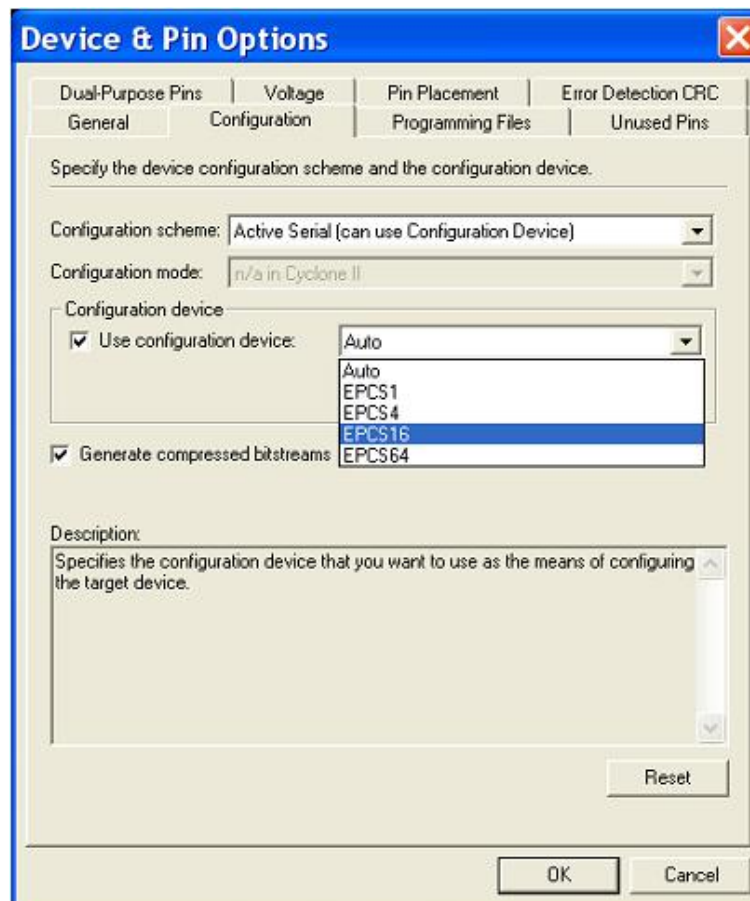 Device & Pin Options
Dual-Purpose Pins Voltage Pin Placement Error Detection CRC
General Configuration Programming Files Unused Pins
Specify the device configuration scheme and the configuration device.
Configuration scheme: Active Serial (can use Configuration Device)
Configuration mode: n/a in Cyclone II
Configuration device
Use configuration device: Auto
Auto
EPCS1
EPCS4
EPCS16
Generate compressed bitstreams EPCS64
Description:
Specifies the configuration device that you want to use as the means of configuring
the target device.
Reset
OK Cancel